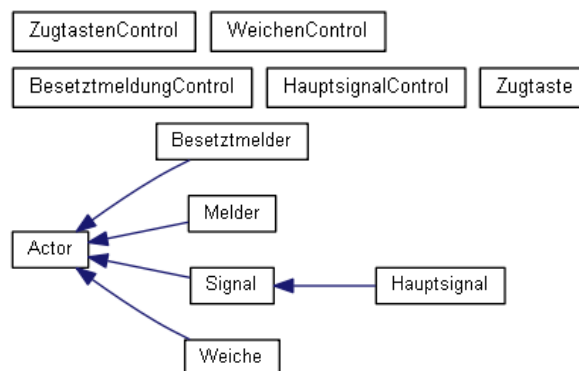 ZugtastenControl WeichenControl
BesetztmeldungControl HauptsignalControl Zugtaste
Besetztmelder
Melder
Actor
Signal Hauptsignal
Weiche